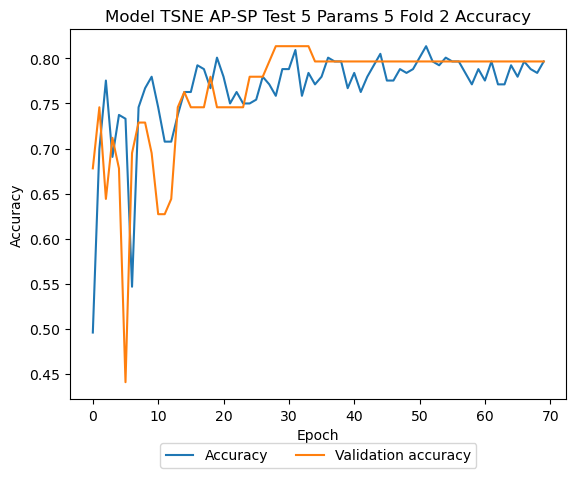 Model TSNE AP-SP Test 5 Params 5 Fold 2 Accuracy
0.80
0.75
0.70
0.65
0.60
0.55
0.50
0.45
Accuracy
0 10 20 30 40 50 60 70
Epoch
Accuracy Validation accuracy